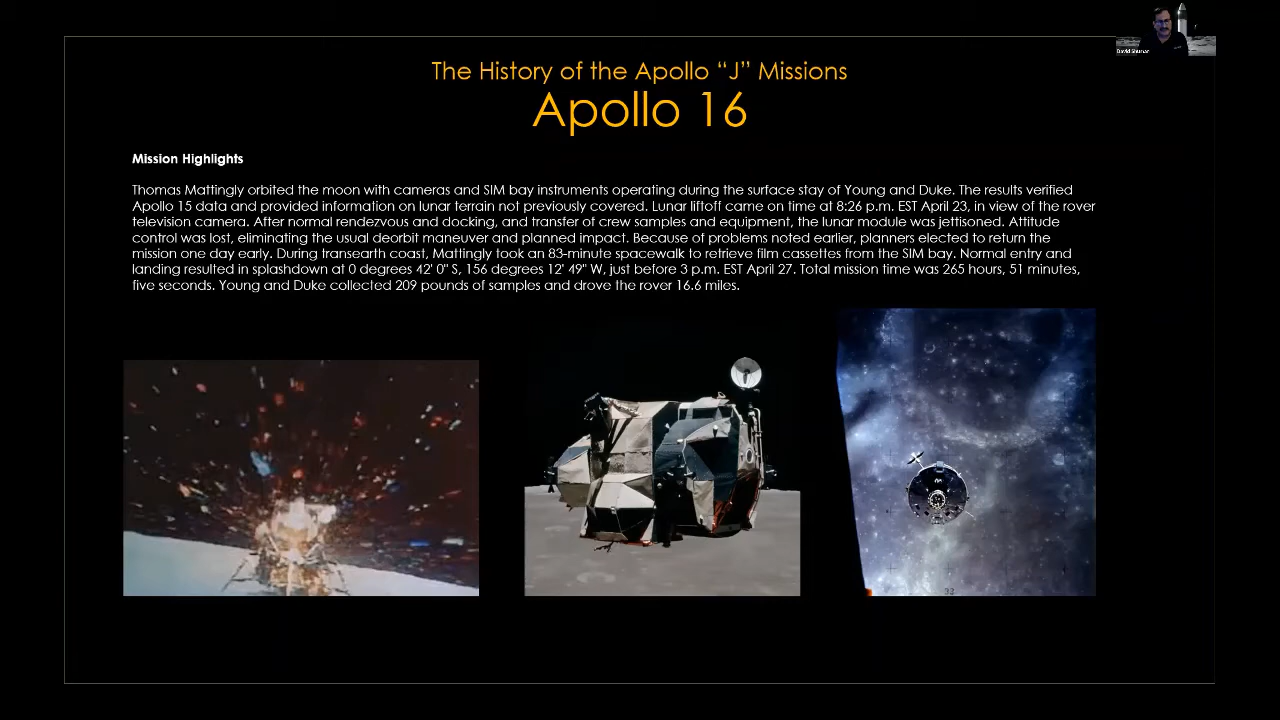 The History of the Apollo “J” Missions
Apollo 16
Mission Highlights
Thomas Mattingly orbited the moon with cameras and SIM bay instruments operating during the surface stay of Young and Duke. The results verified
Apollo 15 data and provided information on lunar terrain not previously covered. Lunar liftoff came on time at 8:26 p.m. EST April 23, in view of the rover
television camera. After normal rendezvous and docking, and transfer of crew samples and equipment, the lunar module was jettisoned. Attitude
control was lost, eliminating the usual deorbit maneuver and planned impact. Because of problems noted earlier, planners elected to return the
mission one day early. During transearth coast, Mattingly took an 83-minute spacewalk to retrieve film cassettes from the SIM bay. Normal entry and
landing resulted in splashdown at 0 degrees 42' 0" S, 156 degrees 12' 49" W, just before 3 p.m. EST April 27. Total mission time was 265 hours, 51 minutes,
five seconds. Young and Duke collected 209 pounds of samples and drove the rover 16.6 miles.